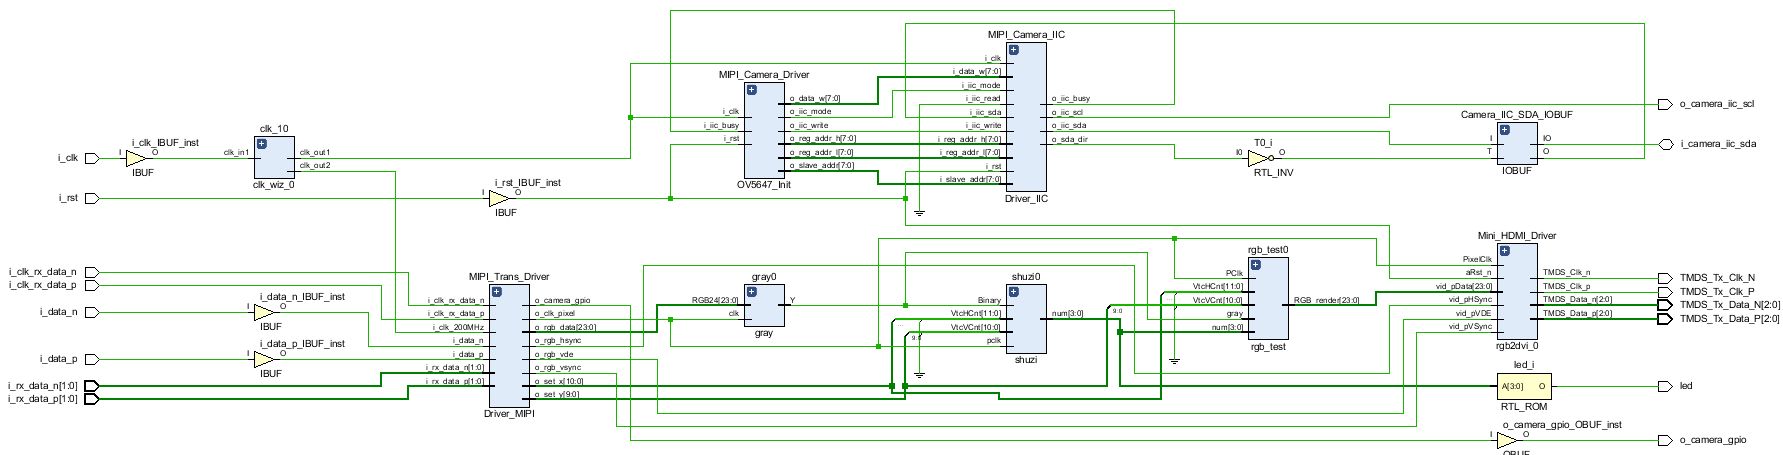 MIPI_Camera_IIC
i_clk
i_data_w[7:0]
i_iic_mode
i_iic_read
i_iic_sda
i_iic_write
i_reg_addr_h[7:0]
i_reg_addr_l[7:0]
i_rst
i_slave_addr[7:0]
o_iic_busy
o_iic_scl
o_iic_sda
o_sda_dir
Driver_IIC
MIPI_Camera_Driver
i_clk
i_iic_busy
i_rst
o_data_w[7:0]
o_iic_mode
o_iic_write
o_reg_addr_h[7:0]
o_reg_addr_l[7:0]
o_slave_addr[7:0]
OV5647_Init
o_camera_iic_scl
Camera_IIC_SDA_IOBUF
I
T
IO
O
IOBUF
i_camera_iic_sda
T0_i
I0
O
RTL_INV
i_clk
i_clk_IBUF_inst
I
O
IBUF
clk_10
clk_in1
clk_out1
clk_out2
clk_wiz_0
i_rst
i_rst_IBUF_inst
I
O
IBUF
i_clk_rx_data_n
i_clk_rx_data_p
i_data_n
i_data_n_IBUF_inst
I
O
IBUF
i_data_p
i_data_p_IBUF_inst
I
O
IBUF
i_rx_data_n[1:0]
i_rx_data_p[1:0]
MIPI_Trans_Driver
i_clk_rx_data_n
i_clk_rx_data_p
i_clk_200MHz
i_data_n
i_data_p
i_rx_data_n[1:0]
i_rx_data_p[1:0]
o_camera_gpio
o_clk_pixel
o_rgb_data[23:0]
o_rgb_hsync
o_rgb_vde
o_rgb_vsync
o_set_x[10:0]
o_set_y[9:0]
Driver_MIPI
gray0
RGB24[23:0]
clk
Y
gray
shuzi0
Binary
VtcHCnt[11:0]
VtcVCnt[10:0]
pclk
...
9:0
num[3:0]
shuzi
rgb_test0
PClk
VtcHCnt[11:0]
VtcVCnt[10:0]
gray
num[3:0]
...
9:0
RGB_render[23:0]
rgb_test
Mini_HDMI_Driver
PixelClk
aRst_n
vid_pData[23:0]
vid_pHSync
vid_pVDE
vid_pVSync
TMDS_Clk_n
TMDS_Clk_p
TMDS_Data_n[2:0]
TMDS_Data_p[2:0]
rgb2dvi_0
TMDS_Tx_Clk_N
TMDS_Tx_Clk_P
TMDS_Tx_Data_N[2:0]
TMDS_Tx_Data_P[2:0]
led_i
A[3:0]
O
RTL_ROM
led
o_camera_gpio_OBUF_inst
I
O
OBUF
o_camera_gpio